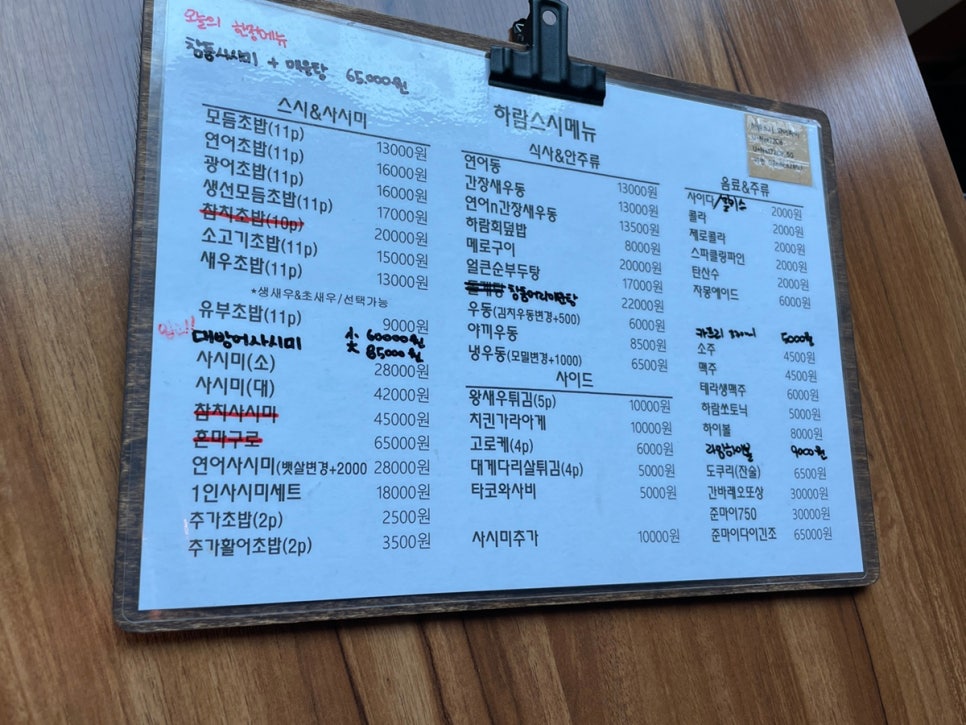 오늘의 한정메뉴
참돔사시미 + 매운탕 65,000원
하람스시메뉴
스시&사시미
모듬초밥(11p) 13000원
연어초밥(11p) 16000원
광어초밥(11p) 16000원
생선모듬초밥(11p) 17000원
참치초밥(10p) 20000원
소고기초밥(11p) 15000원
새우초밥(11p) 13000원
*생새우&초새우/선택가능
유부초밥(11p) 9000원
대방어사시미 小 60000원
大 85000원
사시미(소) 28000원
사시미(대) 42000원
참치사시미 45000원
혼마구로 65000원
연어사시미(뱃살변경+2000 28000원
1인사시미세트 18000원
추가초밥(2p) 2500원
추가활어초밥(2p) 3500원
식사&안주류
연어동 13000원
간장새우동 13000원
연어n간장새우동 13500원
하람회덮밥 8000원
메로구이 20000원
얼큰순부두탕 17000원
돌게탕 참돔머리매운탕 22000원
우동(김치우동변경+500) 6000원
야끼우동 8500원
냉우동(모밀변경+1000) 6500원
사이드
왕새우튀김(5p) 10000원
치킨가라아게 10000원
고로케(4p) 6000원
대게다리살튀김(4p) 5000원
타코와사비 5000원
사시미추가 10000원
음료&주류
사이다/ 2000원
콜라 2000원
제로콜라 2000원
스파클링파인 2000원
탄산수 2000원
자몽에이드 6000원
카프리 330ml 5000원
소주 4500원
맥주 4500원
테라생맥주 6000원
하람쏘토닉 5000원
하이볼 8000원
라임하이볼 9000원
도쿠리(잔술) 6500원
간바레오또상 30000원
준마이750 30000원
준마이다이긴조 65000원